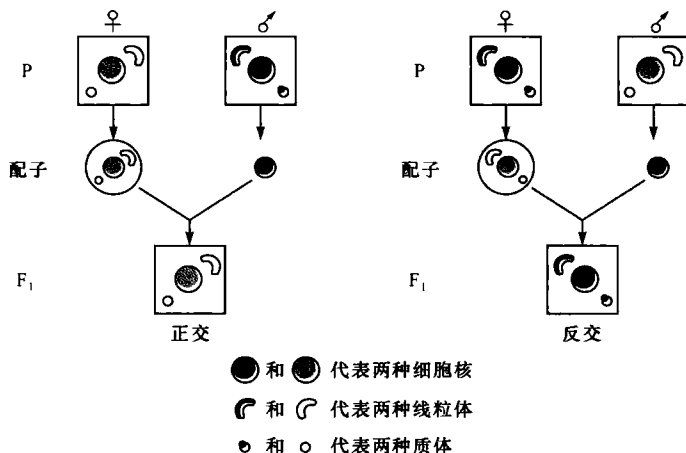 ♀ ♂ ♀ ♂
P P
配子 配子
F₁ F₁
正交 反交
和 代表两种细胞核
和 代表两种线粒体
和 代表两种质体